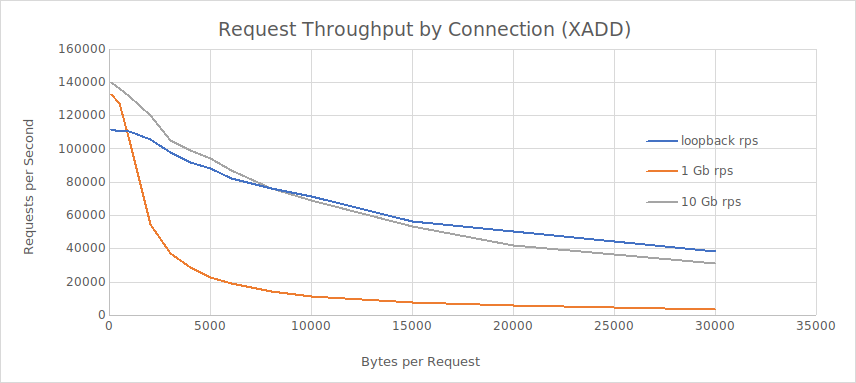 Request Throughput by Connection (XADD)
160000
140000
120000
100000
80000
60000
40000
20000
0
Requests per Second
loopback rps
1 Gb rps
10 Gb rps
0 5000 10000 15000 20000 25000 30000 35000
Bytes per Request